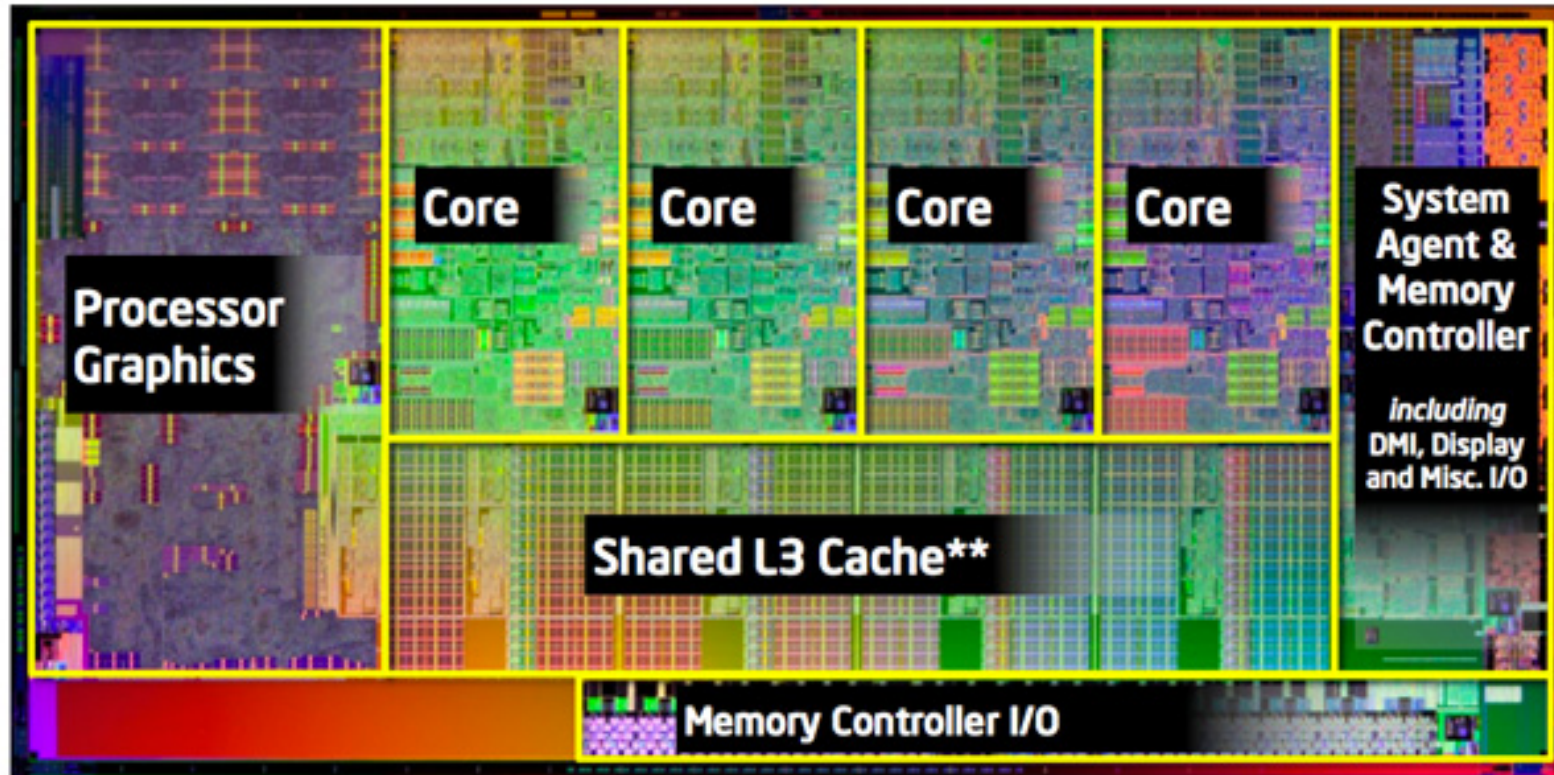 Processor
Graphics
Core
Core
Core
Core
System
Agent &
Memory
Controller
including
DMI, Display
and Misc. I/O
Shared L3 Cache**
Memory Controller I/O